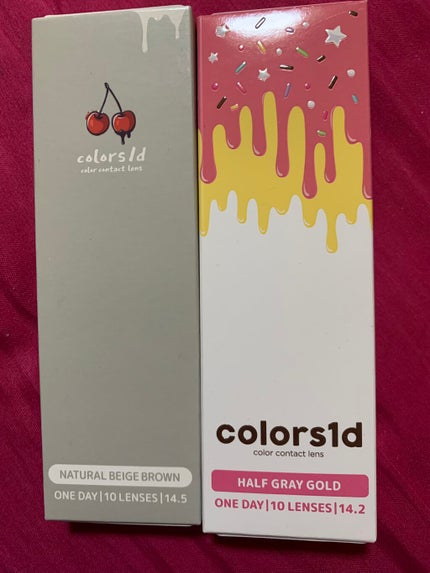 colors1d
color contact lens
NATURAL BEIGE BROWN
ONE DAY|10 LENSES|14.5
colors1d
color contact lens
HALF GRAY GOLD
ONE DAY|10 LENSES|14.2